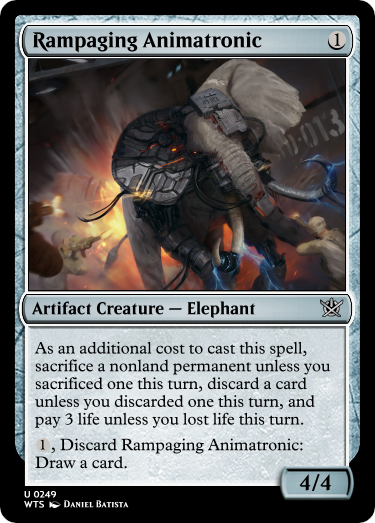 Rampaging Animatronic 1
0-013
Artifact Creature — Elephant
As an additional cost to cast this spell,
sacrifice a nonland permanent unless you
sacrificed one this turn, discard a card
unless you discarded one this turn, and
pay 3 life unless you lost life this turn.
1, Discard Rampaging Animatronic:
Draw a card.
4/4
U 0249
WTS Daniel Batista